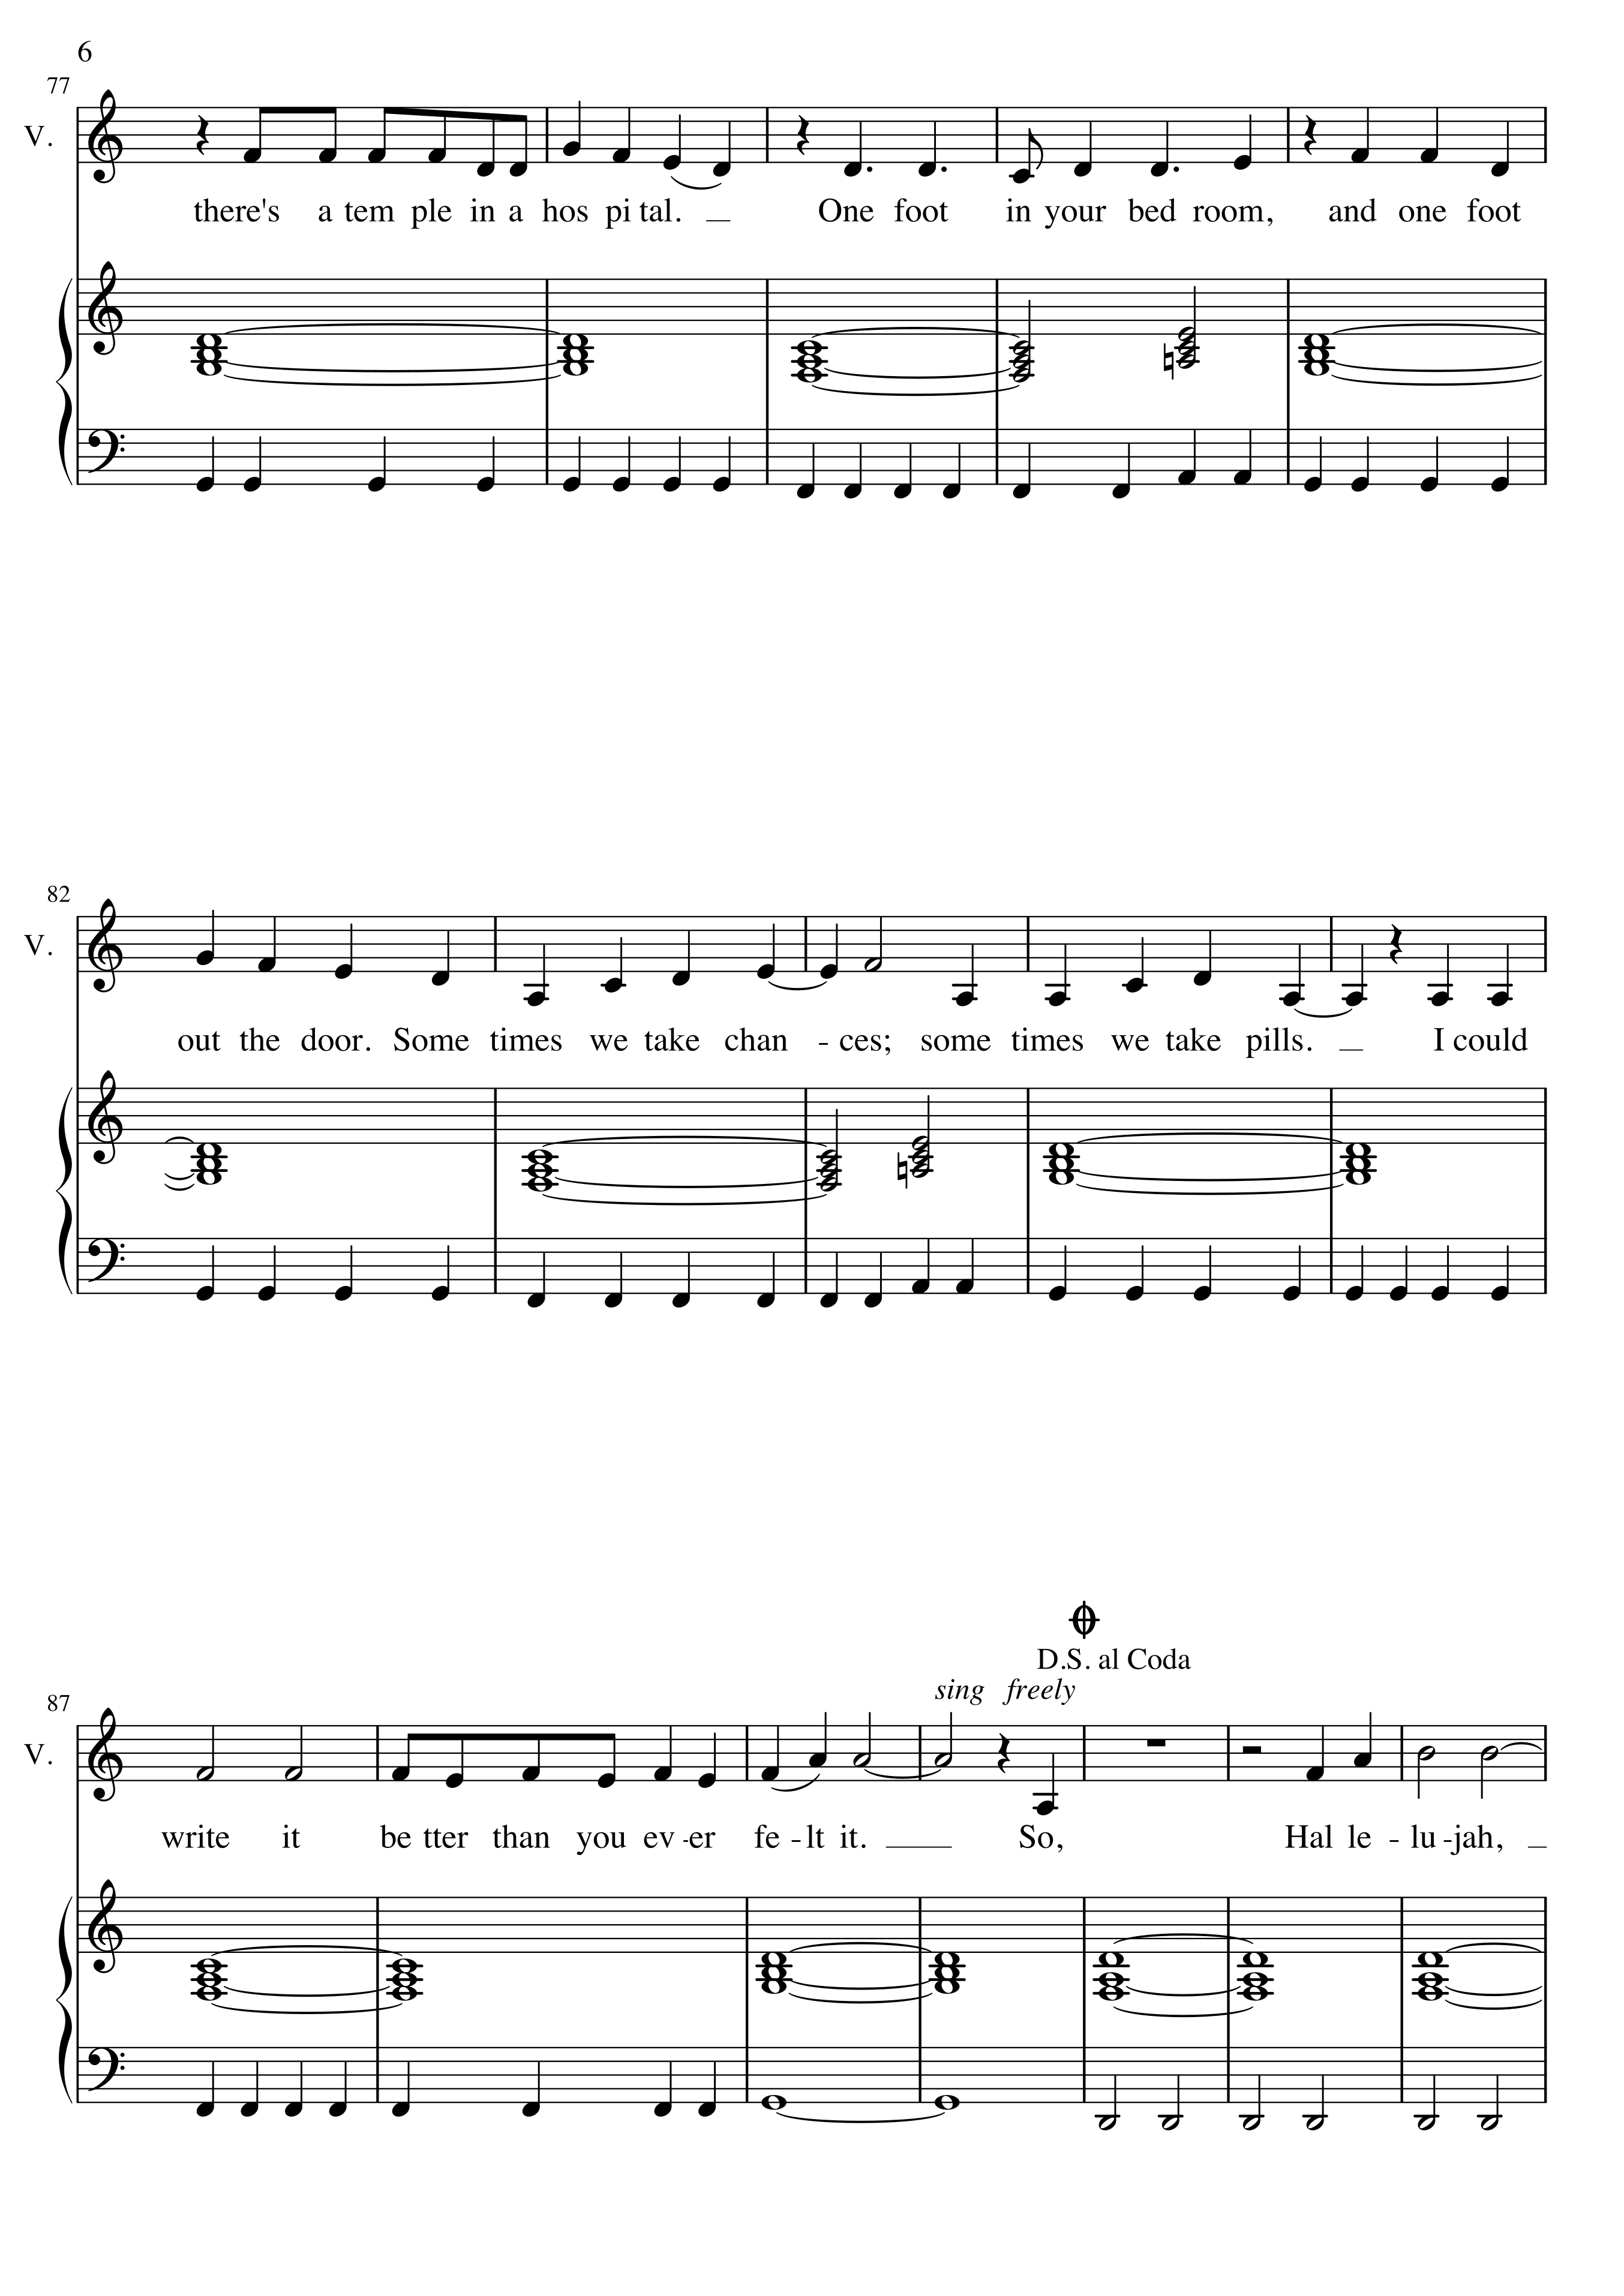 6
77
V.
there's a tem ple in a hos pi tal. One foot in your bed room, and one foot
82
V.
out the door. Some times we take chan - ces; some times we take pills. I could
D.S. al Coda
sing freely
87
V.
write it be tter than you ev - er fe - lt it. So, Hal le - lu - jah,